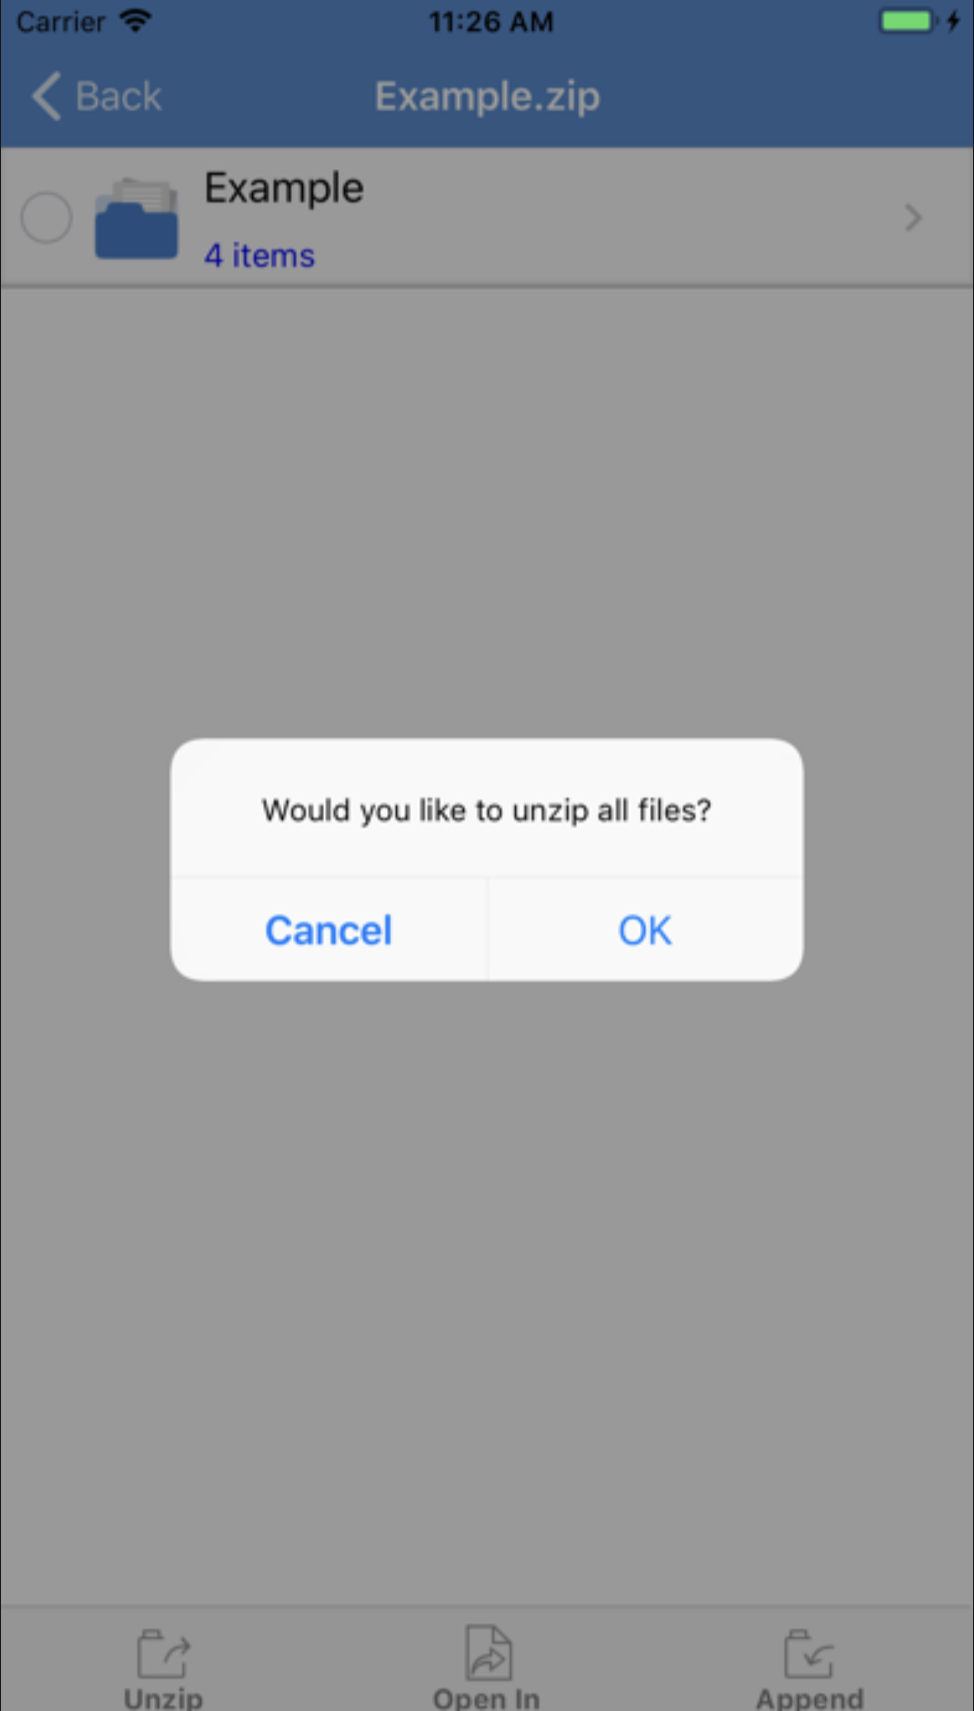 Carrier 11:26 AM
Back Example.zip
Example
4 items
Would you like to unzip all files?
Cancel OK
Unzip Open In Append